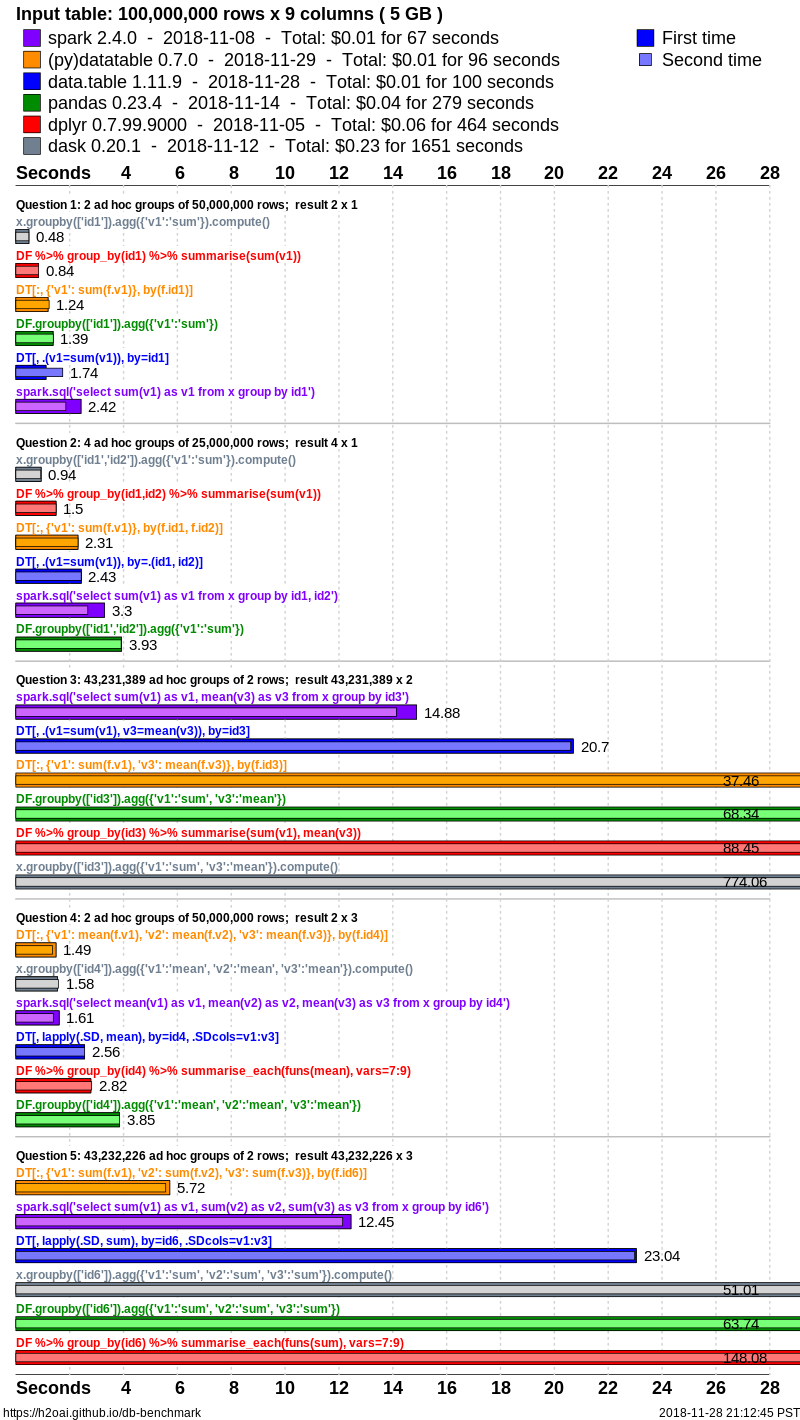 Input table: 100,000,000 rows x 9 columns ( 5 GB )
spark 2.4.0 - 2018-11-08 - Total: $0.01 for 67 seconds
First time
(py)datatable 0.7.0 - 2018-11-29 - Total: $0.01 for 96 seconds
Second time
data.table 1.11.9 - 2018-11-28 - Total: $0.01 for 100 seconds
pandas 0.23.4 - 2018-11-14 - Total: $0.04 for 279 seconds
dplyr 0.7.99.9000 - 2018-11-05 - Total: $0.06 for 464 seconds
dask 0.20.1 - 2018-11-12 - Total: $0.23 for 1651 seconds
Seconds 4 6 8 10 12 14 16 18 20 22 24 26 28
Question 1: 2 ad hoc groups of 50,000,000 rows; result 2 x 1
x.groupby(['id1']).agg({'v1':'sum'}).compute()
0.48
DF %>% group_by(id1) %>% summarise(sum(v1))
0.84
DT[:, {'v1': sum(f.v1)}, by(f.id1)]
1.24
DF.groupby(['id1']).agg({'v1':'sum'})
1.39
DT[, .(v1=sum(v1)), by=id1]
1.74
spark.sql('select sum(v1) as v1 from x group by id1')
2.42
Question 2: 4 ad hoc groups of 25,000,000 rows; result 4 x 1
x.groupby(['id1','id2']).agg({'v1':'sum'}).compute()
0.94
DF %>% group_by(id1,id2) %>% summarise(sum(v1))
1.5
DT[:, {'v1': sum(f.v1)}, by(f.id1, f.id2)]
2.31
DT[, .(v1=sum(v1)), by=.(id1, id2)]
2.43
spark.sql('select sum(v1) as v1 from x group by id1, id2')
3.3
DF.groupby(['id1','id2']).agg({'v1':'sum'})
3.93
Question 3: 43,231,389 ad hoc groups of 2 rows; result 43,231,389 x 2
spark.sql('select sum(v1) as v1, mean(v3) as v3 from x group by id3')
14.88
DT[, .(v1=sum(v1), v3=mean(v3)), by=id3]
20.7
DT[:, {'v1': sum(f.v1), 'v3': mean(f.v3)}, by(f.id3)]
37.46
DF.groupby(['id3']).agg({'v1':'sum', 'v3':'mean'})
68.34
DF %>% group_by(id3) %>% summarise(sum(v1), mean(v3))
88.45
x.groupby(['id3']).agg({'v1':'sum', 'v3':'mean'}).compute()
774.06
Question 4: 2 ad hoc groups of 50,000,000 rows; result 2 x 3
DT[:, {'v1': mean(f.v1), 'v2': mean(f.v2), 'v3': mean(f.v3)}, by(f.id4)]
1.49
x.groupby(['id4']).agg({'v1':'mean', 'v2':'mean', 'v3':'mean'}).compute()
1.58
spark.sql('select mean(v1) as v1, mean(v2) as v2, mean(v3) as v3 from x group by id4')
1.61
DT[, lapply(.SD, mean), by=id4, .SDcols=v1:v3]
2.56
DF %>% group_by(id4) %>% summarise_each(funs(mean), vars=7:9)
2.82
DF.groupby(['id4']).agg({'v1':'mean', 'v2':'mean', 'v3':'mean'})
3.85
Question 5: 43,232,226 ad hoc groups of 2 rows; result 43,232,226 x 3
DT[:, {'v1': sum(f.v1), 'v2': sum(f.v2), 'v3': sum(f.v3)}, by(f.id6)]
5.72
spark.sql('select sum(v1) as v1, sum(v2) as v2, sum(v3) as v3 from x group by id6')
12.45
DT[, lapply(.SD, sum), by=id6, .SDcols=v1:v3]
23.04
x.groupby(['id6']).agg({'v1':'sum', 'v2':'sum', 'v3':'sum'}).compute()
51.01
DF.groupby(['id6']).agg({'v1':'sum', 'v2':'sum', 'v3':'sum'})
63.74
DF %>% group_by(id6) %>% summarise_each(funs(sum), vars=7:9)
148.08
Seconds 4 6 8 10 12 14 16 18 20 22 24 26 28
https://h2oai.github.io/db-benchmark
2018-11-28 21:12:45 PST